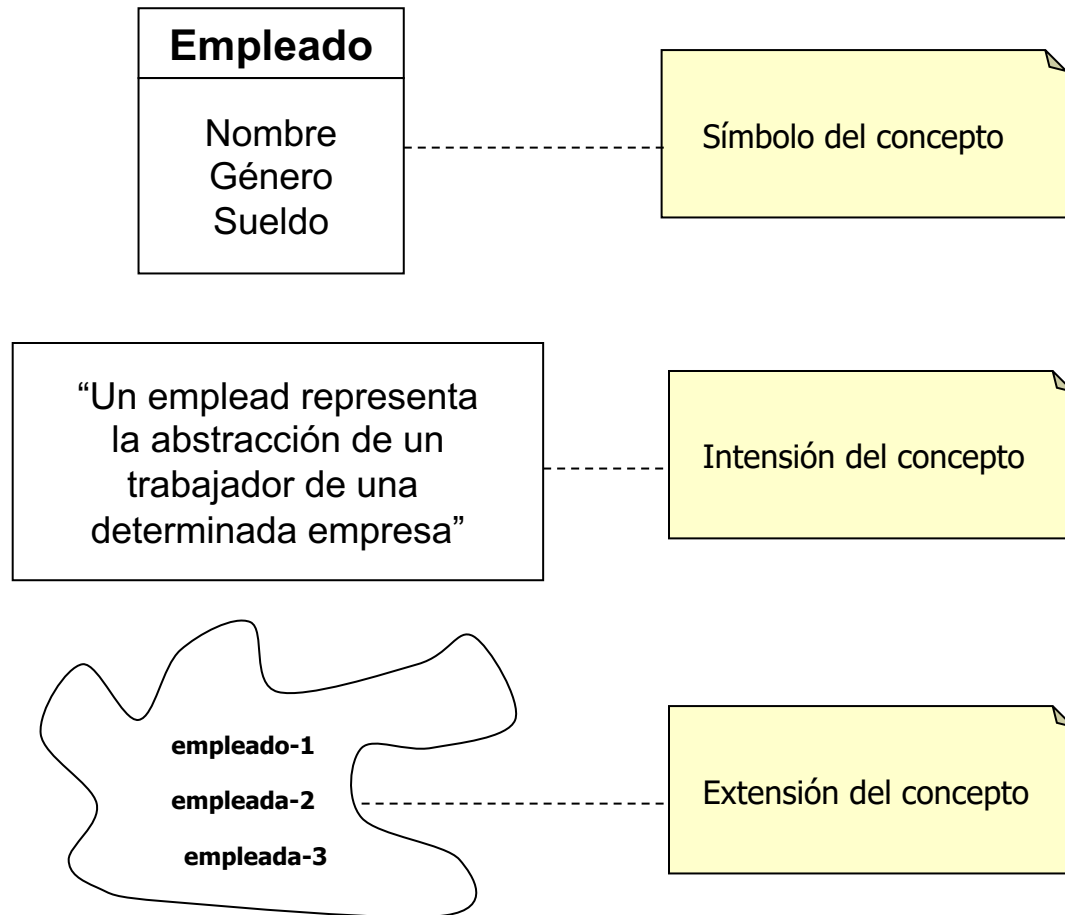 Empleado
Nombre
Género
Sueldo
Símbolo del concepto
“Un emplead representa
la abstracción de un
trabajador de una
determinada empresa”
Intensión del concepto
empleado-1
empleada-2
empleada-3
Extensión del concepto